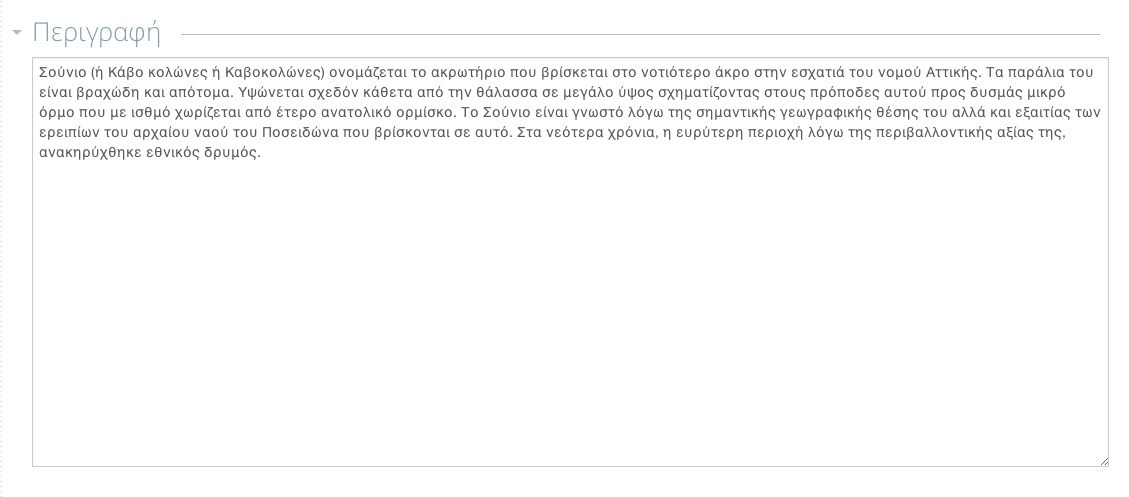 Περιγραφή
Σούνιο (ή Κάβο κολώνες ή Καβοκολώνες) ονομάζεται το ακρωτήριο που βρίσκεται στο νοτιότερο άκρο στην εσχατιά του νομού Αττικής. Τα παράλια του
είναι βραχώδη και απότομα. Υψώνεται σχεδόν κάθετα από την θάλασσα σε μεγάλο ύψος σχηματίζοντας στους πρόποδες αυτού προς δυσμάς μικρό
όρμο που με ισθμό χωρίζεται από έτερο ανατολικό ορμίσκο. Το Σούνιο είναι γνωστό λόγω της σημαντικής γεωγραφικής θέσης του αλλά και εξαιτίας των
ερειπίων του αρχαίου ναού του Ποσειδώνα που βρίσκονται σε αυτό. Στα νεότερα χρόνια, η ευρύτερη περιοχή λόγω της περιβαλλοντικής αξίας της,
ανακηρύχθηκε εθνικός δρυμός.